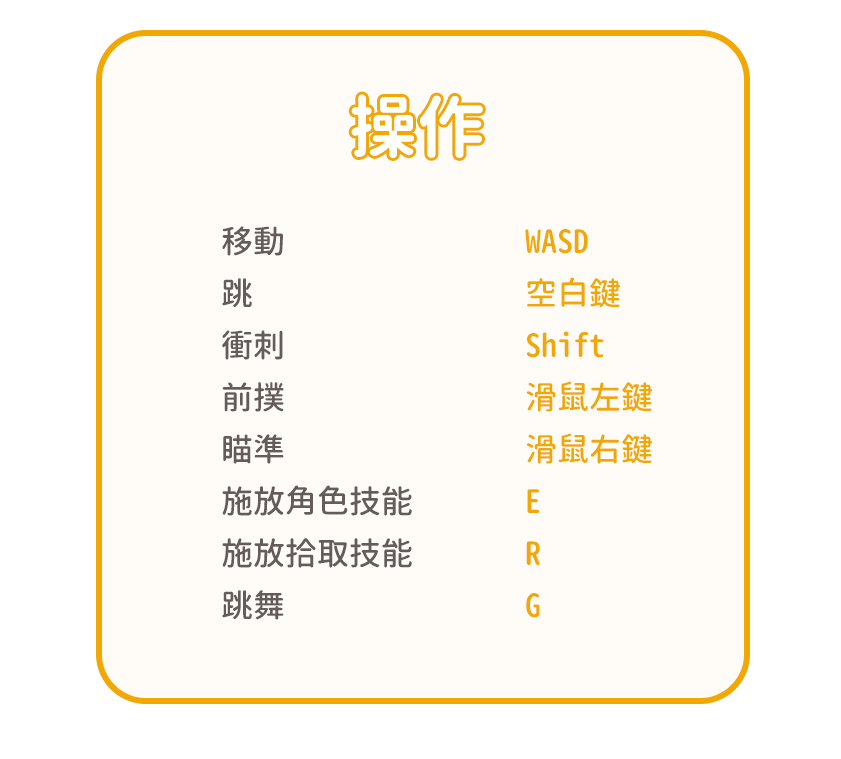 操作
移動 WASD
跳 空白鍵
衝刺 Shift
前撲 滑鼠左鍵
瞄準 滑鼠右鍵
施放角色技能 E
施放拾取技能 R
跳舞 G